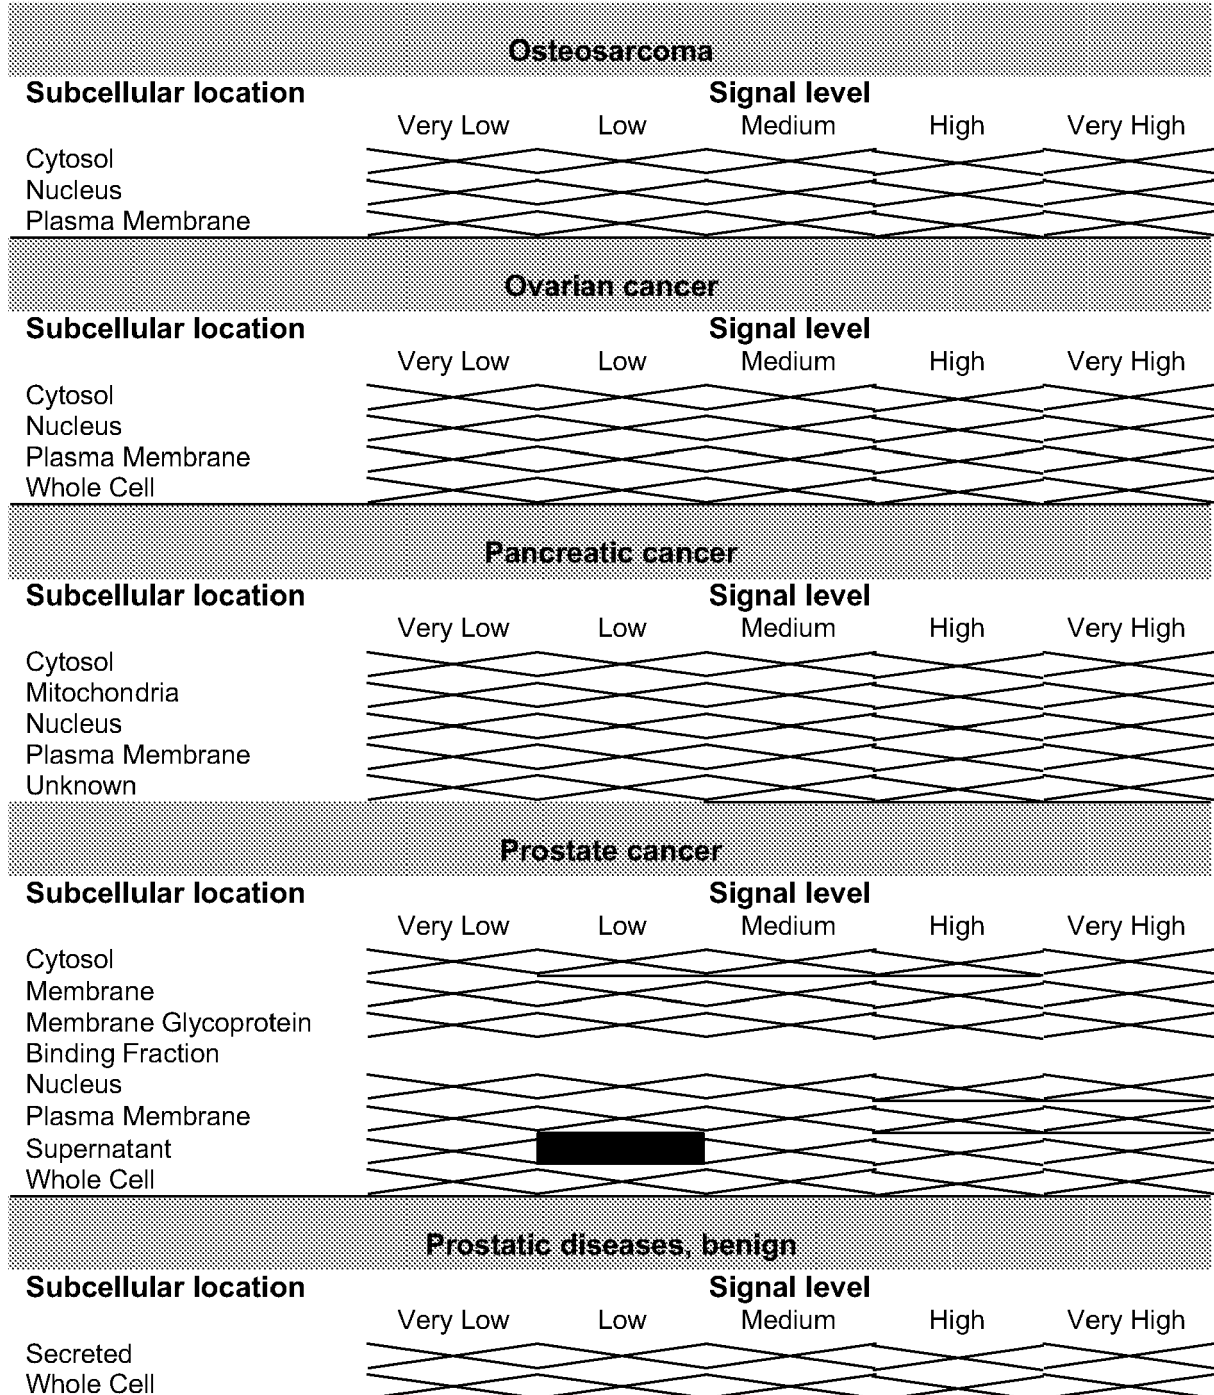 Osteosarcoma
Subcellular location Signal level
Very Low Low Medium High Very High
Cytosol
Nucleus
Plasma Membrane
Ovarian cancer
Subcellular location Signal level
Very Low Low Medium High Very High
Cytosol
Nucleus
Plasma Membrane
Whole Cell
Pancreatic cancer
Subcellular location Signal level
Very Low Low Medium High Very High
Cytosol
Mitochondria
Nucleus
Plasma Membrane
Unknown
Prostate cancer
Subcellular location Signal level
Very Low Low Medium High Very High
Cytosol
Membrane
Membrane Glycoprotein
Binding Fraction
Nucleus
Plasma Membrane
Supernatant
Whole Cell
Prostatic diseases, benign
Subcellular location Signal level
Very Low Low Medium High Very High
Secreted
Whole Cell